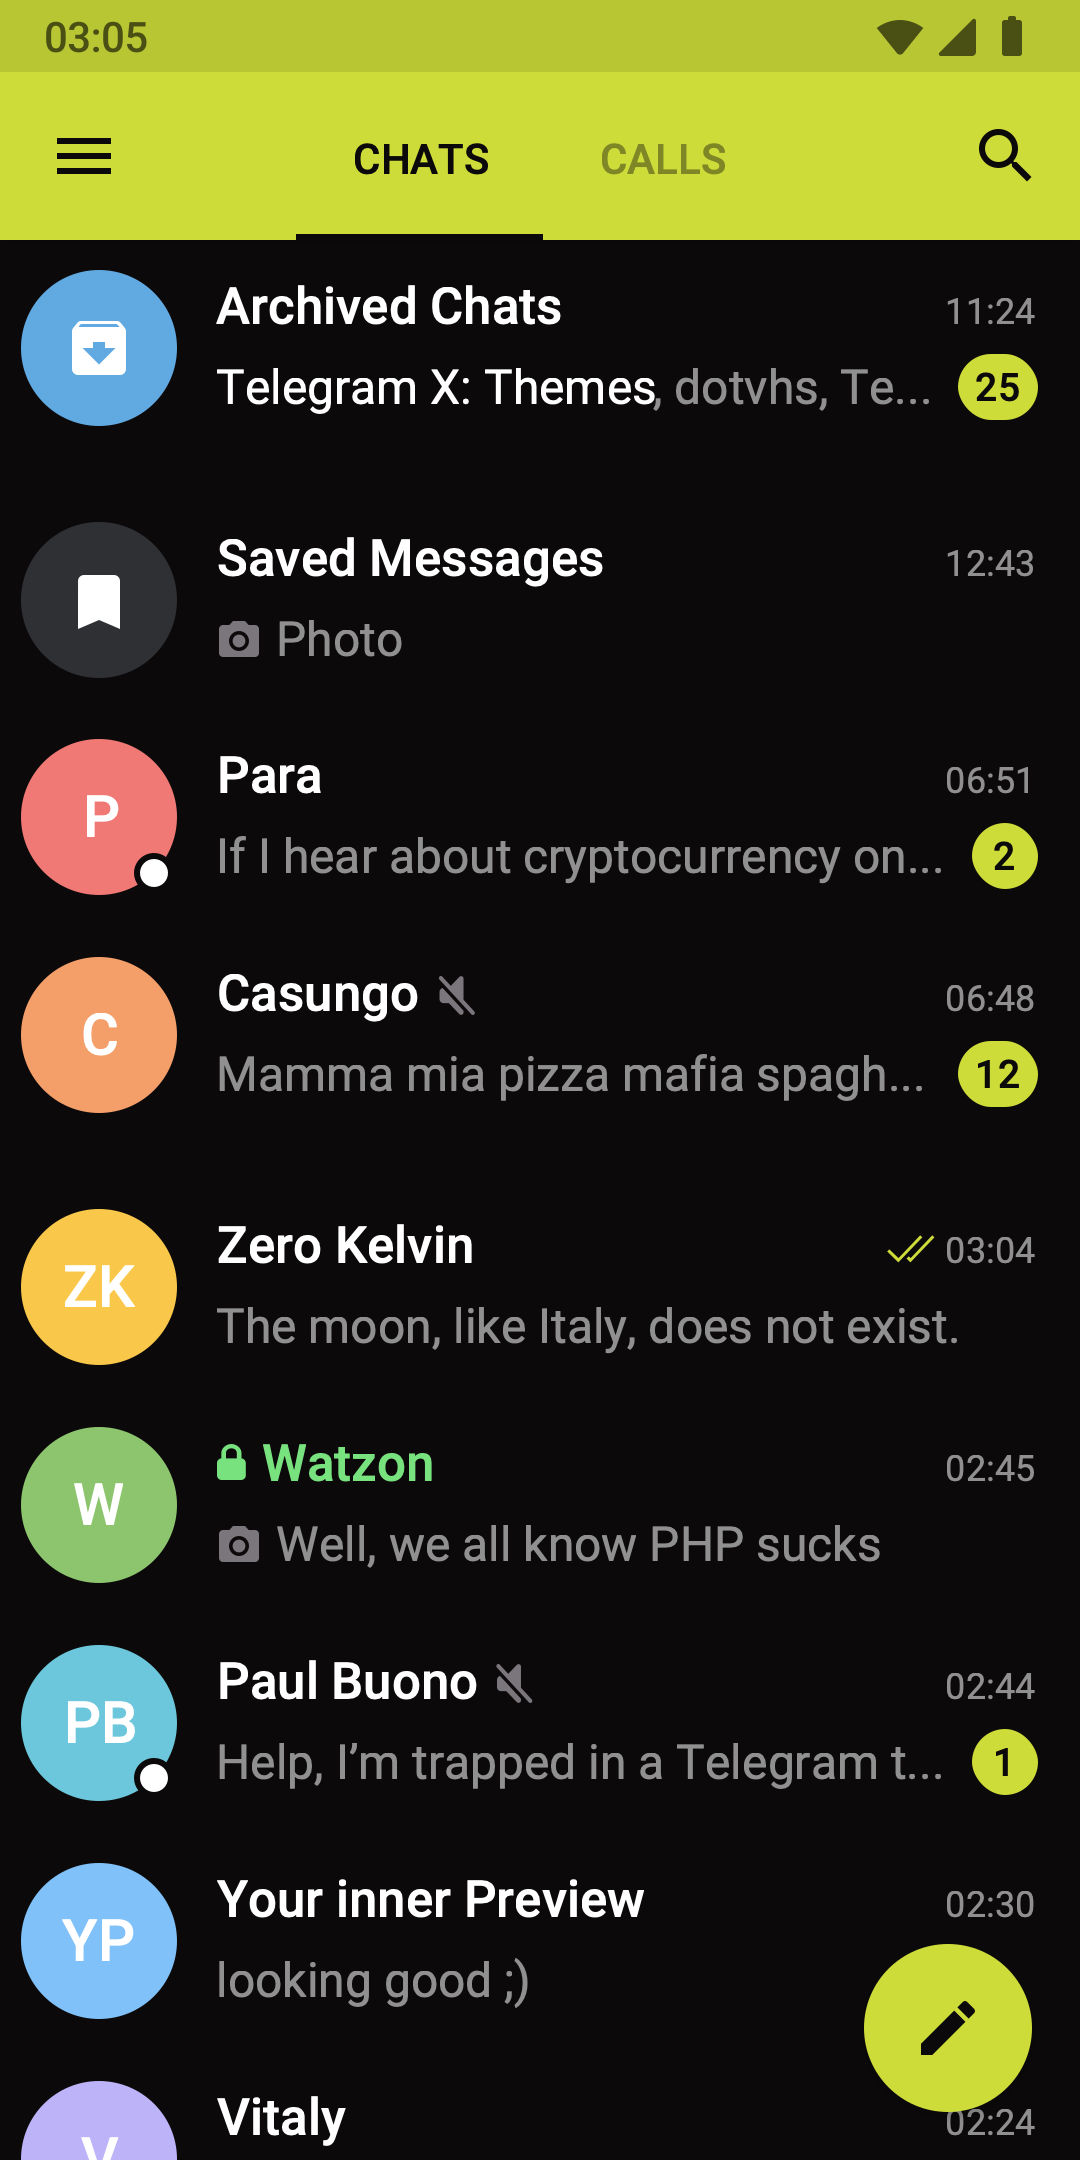 03:05
CHATS CALLS
Archived Chats 11:24
Telegram X: Themes, dotvhs, Te... 25
Saved Messages 12:43
Photo
P
Para 06:51
If I hear about cryptocurrency on... 2
C
Casungo 06:48
Mamma mia pizza mafia spagh... 12
ZK
Zero Kelvin 03:04
The moon, like Italy, does not exist.
W
Watzon 02:45
Well, we all know PHP sucks
PB
Paul Buono 02:44
Help, I’m trapped in a Telegram t... 1
YP
Your inner Preview 02:30
looking good ;)
V
Vitaly 02:24